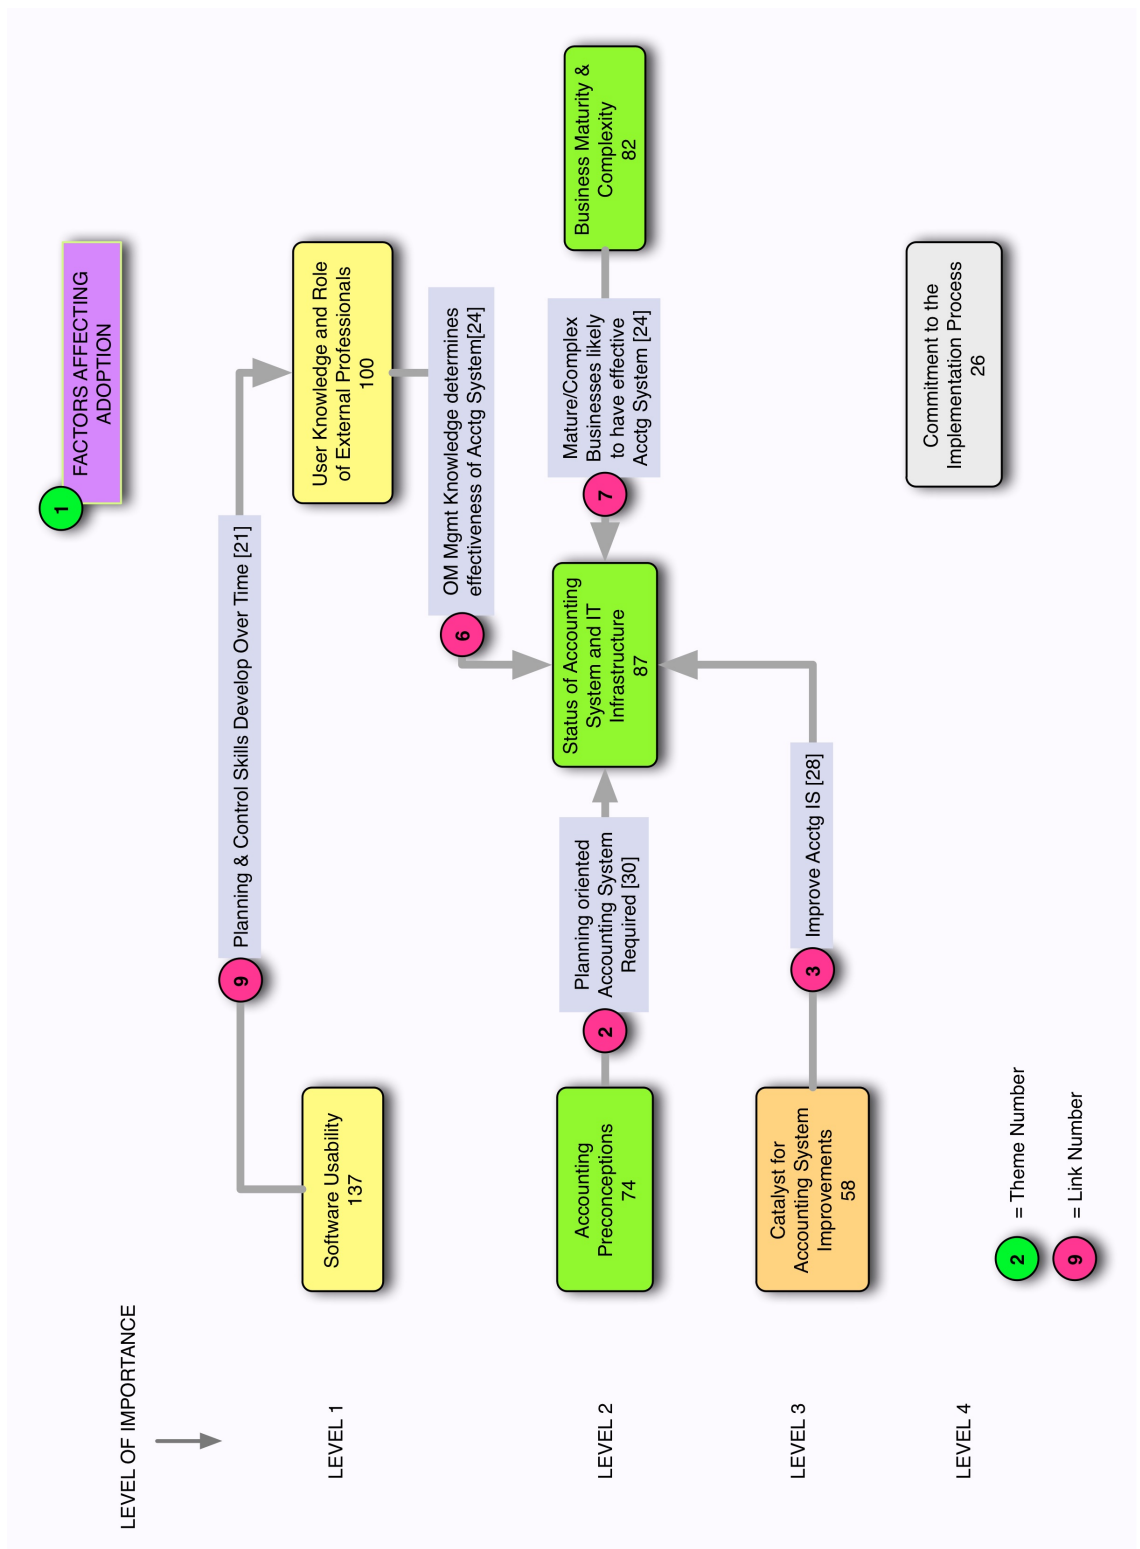 1
FACTORS AFFECTING
ADOPTION
LEVEL OF IMPORTANCE
9
Planning & Control Skills Develop Over Time [21]
LEVEL 1
Software Usability
137
User Knowledge and Role
of External Professionals
100
6
OM Mgmt Knowledge determines
effectiveness of Acctg System[24]
LEVEL 2
Accounting
Preconceptions
74
2
Planning oriented
Accounting System
Required [30]
Status of Accounting
System and IT
Infrastructure
87
7
Mature/Complex
Businesses likely
to have effective
Acctg System [24]
Business Maturity &
Complexity
82
LEVEL 3
Catalyst for
Accounting System
Improvements
58
3
Improve Acctg IS [28]
LEVEL 4
Commitment to the
Implementation Process
26
2 = Theme Number
9 = Link Number